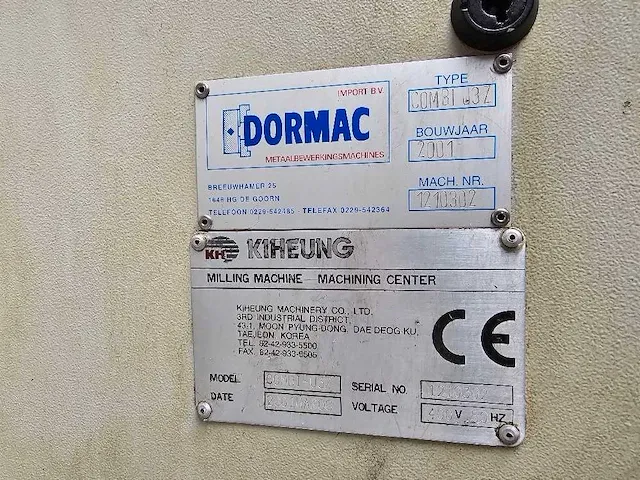 IMPORT B.V.
DORMAC
METAALBEWERKINGSMACHINES
BREEUWHAMER 25
1648 HG DE GOORN
TELEFOON 0229-542485 - TELEFAX 0229-542364
TYPE
COMBI U3Z
BOUWJAAR
2001
MACH. NR.
1210302
KH
KIHEUNG
MILLING MACHINE MACHINING CENTER
KIHEUNG MACHINERY CO., LTD.
3RD INDUSTRIAL DISTRICT
43-1, MOON PYUNG-DONG, DAE DEOG-KU,
TAEJEON KOREA
TEL. 82-42-933-5500
FAX. 82-42-933-9505
CE
MODEL
SERIAL NO.
DATE
VOLTAGE V HZ